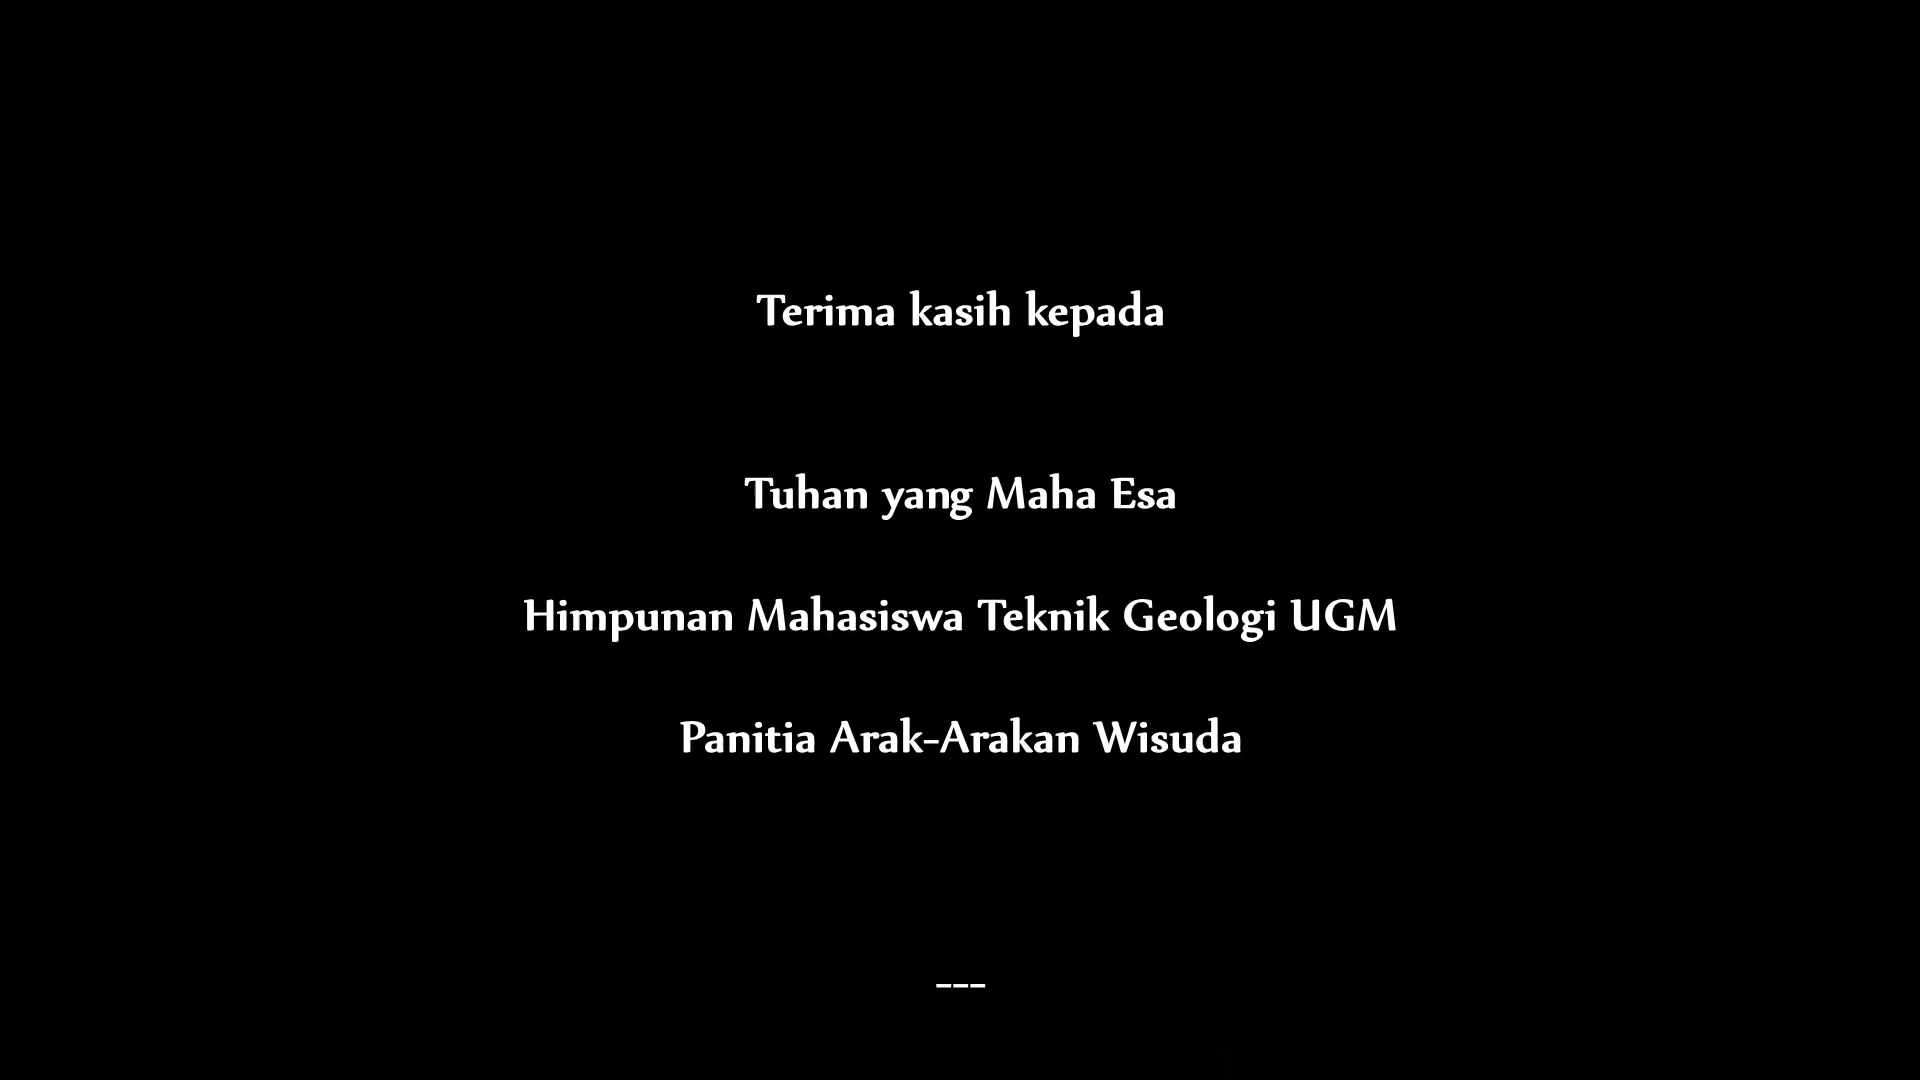 Terima kasih kepada
Tuhan yang Maha Esa
Himpunan Mahasiswa Teknik Geologi UGM
Panitia Arak-Arakan Wisuda
---